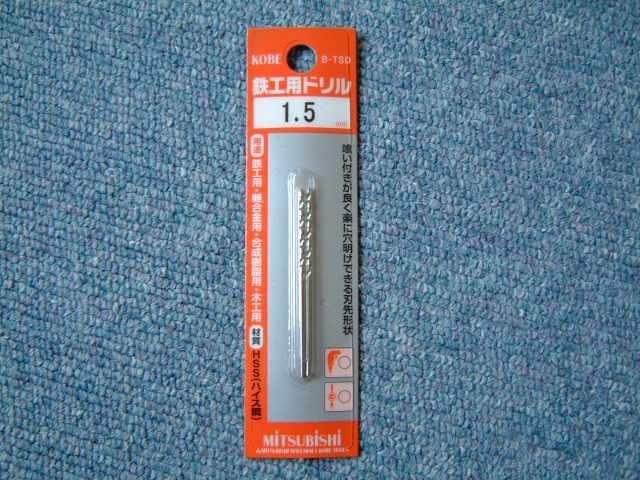 KOBE
B-TSD
鉄工用ドリル
1.5
mm
用途 鉄工用・軽合金用・合成樹脂用・木工用
材質 HSS(ハイス鋼)
喰い付きが良く楽に穴明けできる刃先形状
MITSUBISHI